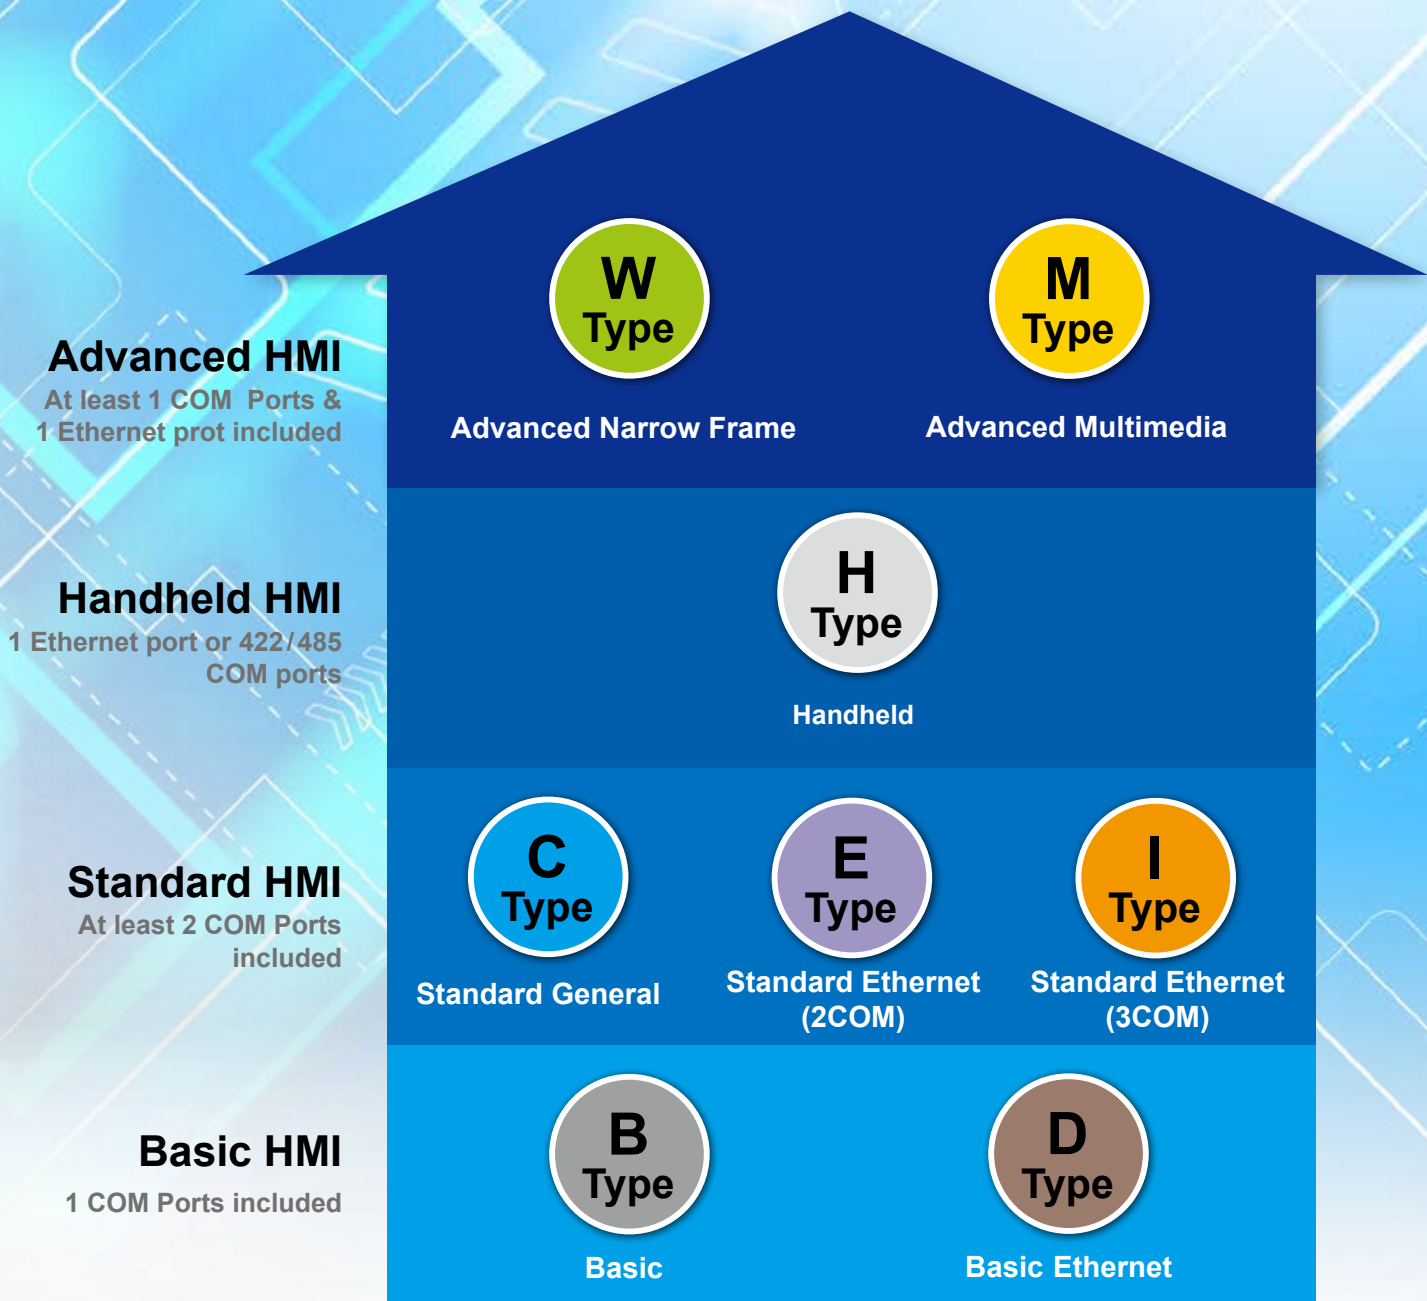 W
Type
M
Type
Advanced HMI
At least 1 COM Ports &
1 Ethernet prot included
Advanced Narrow Frame
Advanced Multimedia
H
Type
Handheld HMI
1 Ethernet port or 422/485
COM ports
Handheld
C
Type
E
Type
I
Type
Standard HMI
At least 2 COM Ports
included
Standard General
Standard Ethernet
(2COM)
Standard Ethernet
(3COM)
B
Type
D
Type
Basic HMI
1 COM Ports included
Basic
Basic Ethernet